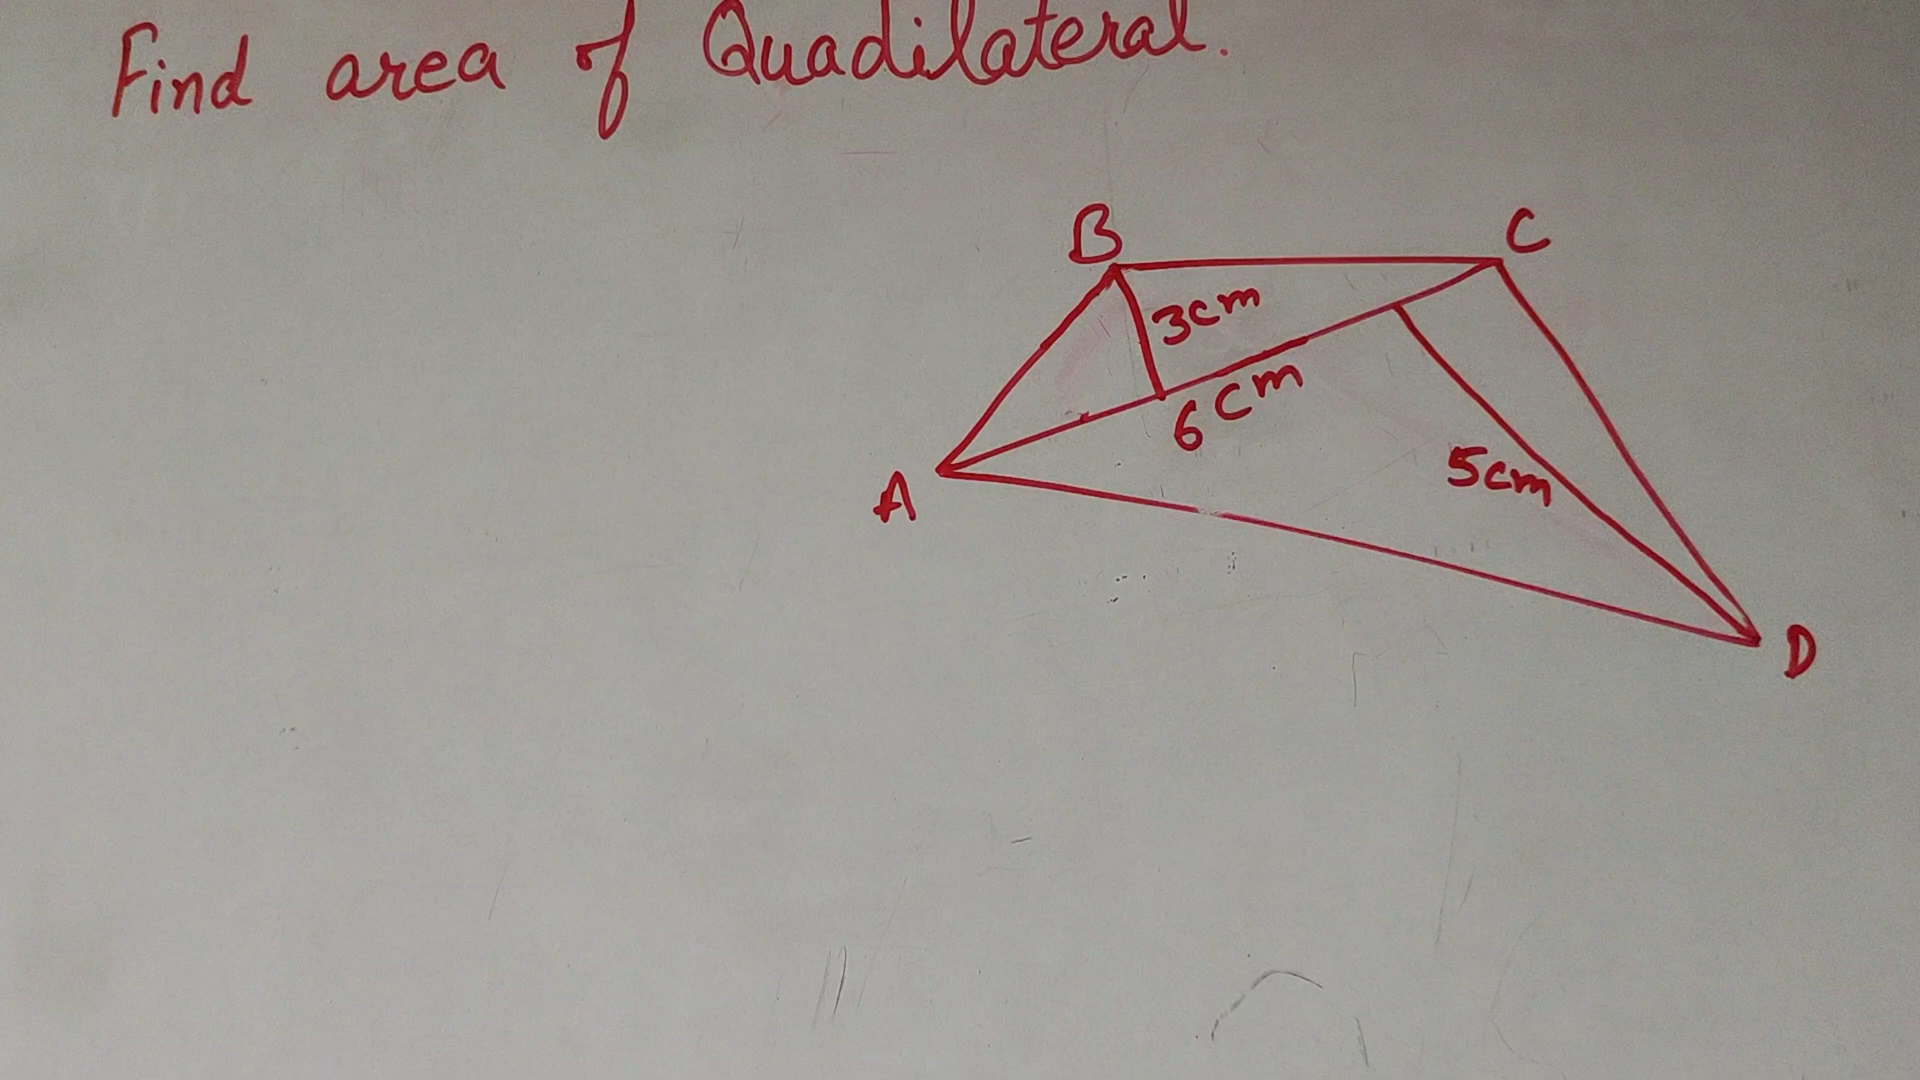 Find area of Quadilateral.
B
C
3cm
6cm
5cm
A
D